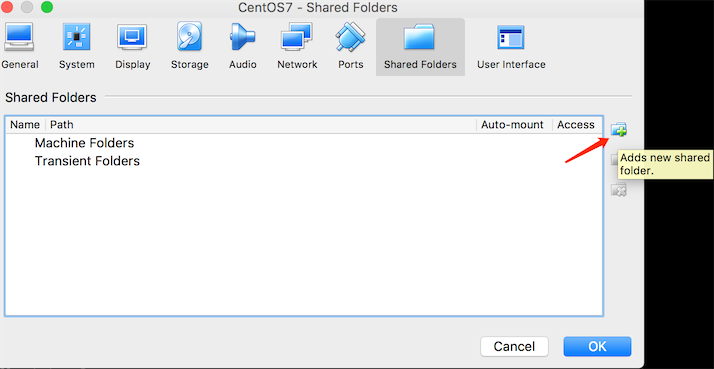 CentOS7 - Shared Folders
General System Display Storage Audio Network Ports Shared Folders User Interface
Shared Folders
Name Path Auto-mount Access
Machine Folders
Transient Folders
Adds new shared
folder.
Cancel OK